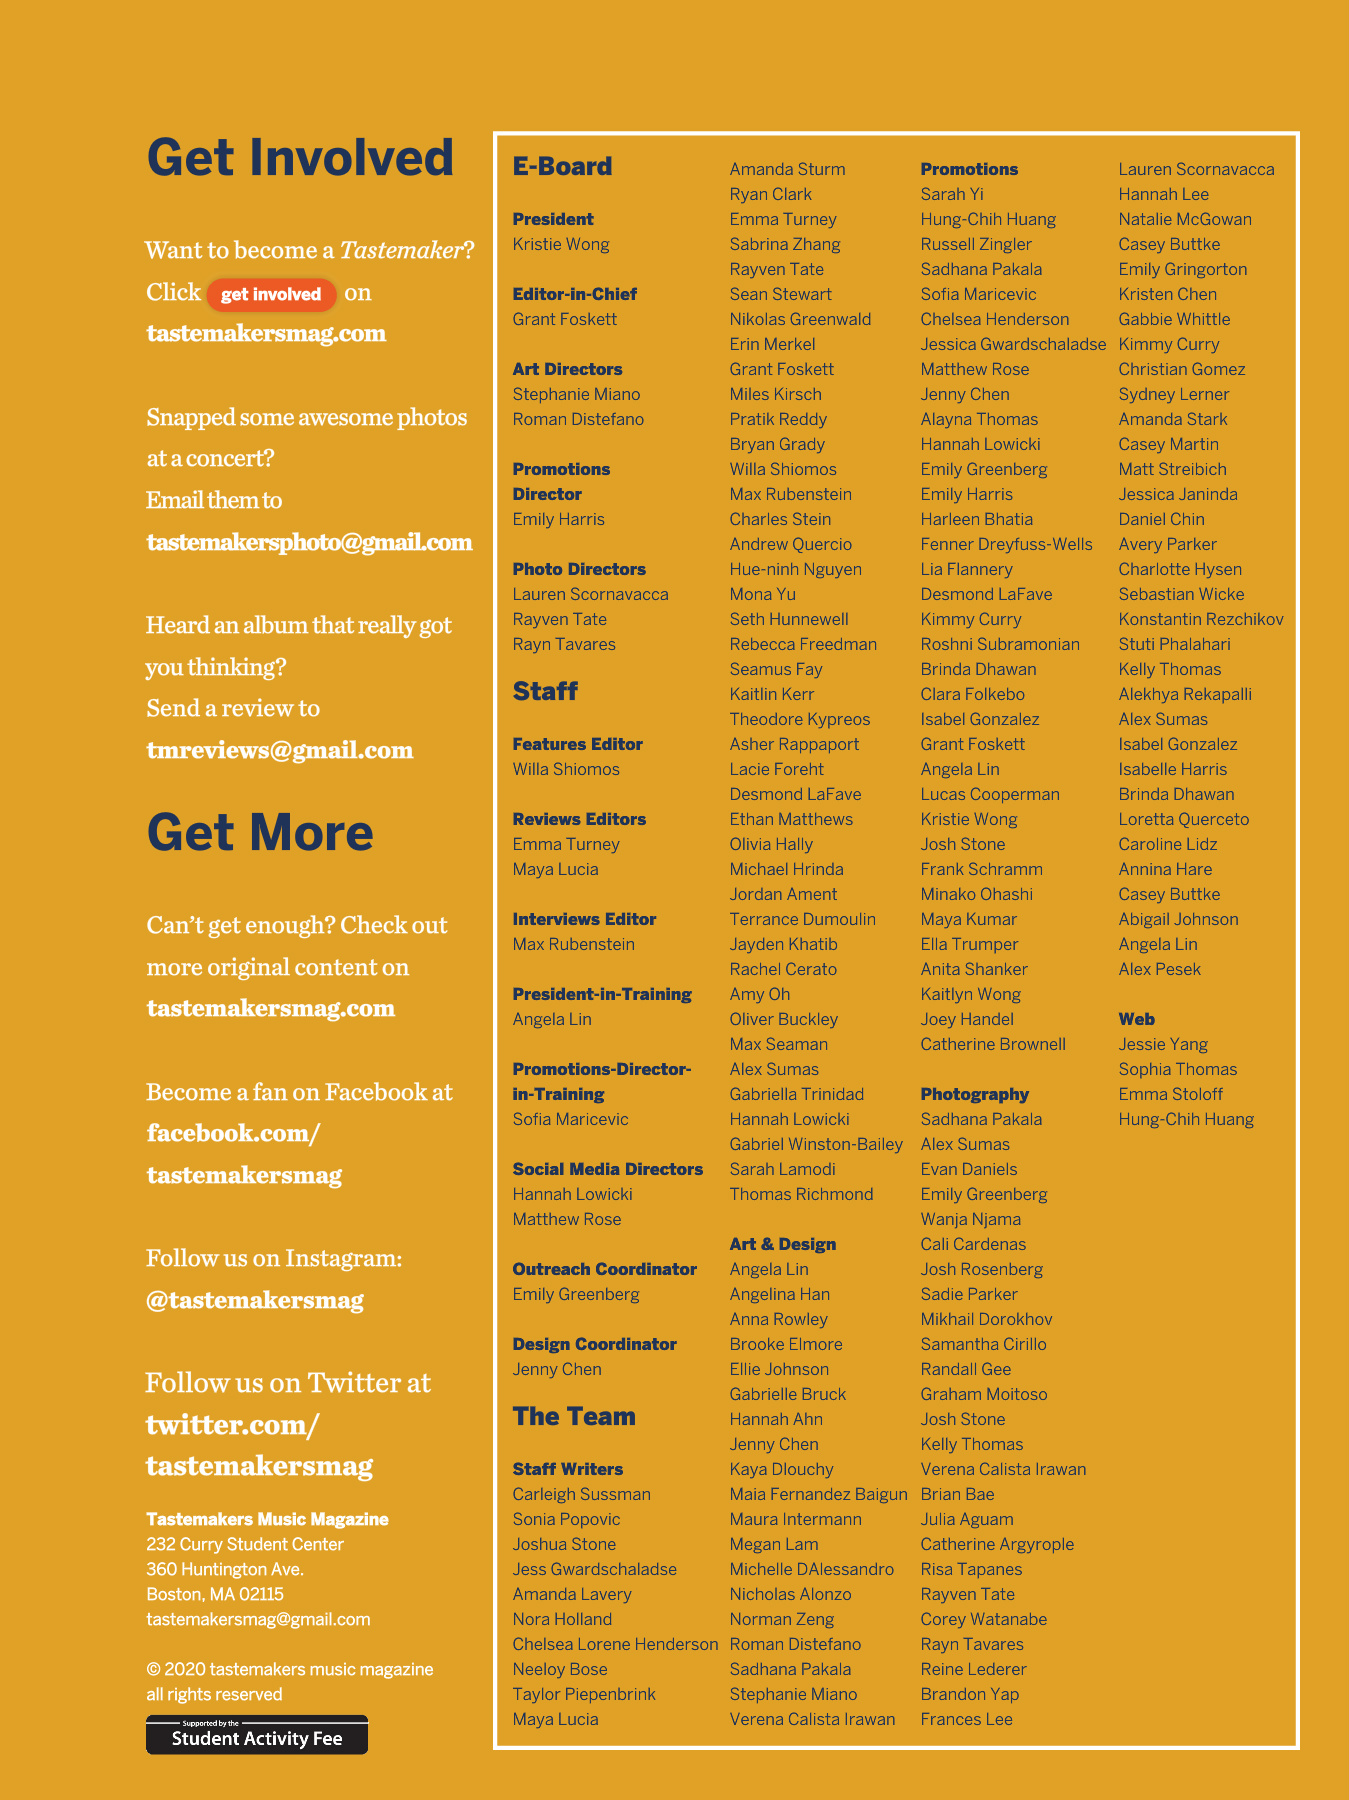 Get Involved
Want to become a Tastemaker?
Click get involved on
tastemakersmag.com
Snapped some awesome photos
at a concert?
Email them to
tastemakersphoto@gmail.com
Heard an album that really got
you thinking?
Send a review to
tmreviews@gmail.com
Get More
Can't get enough? Check out
more original content on
tastemakersmag.com
Become a fan on Facebook at
facebook.com/
tastemakersmag
Follow us on Instagram:
@tastemakersmag
Follow us on Twitter at
twitter.com/
tastemakersmag
Tastemakers Music Magazine
232 Curry Student Center
360 Huntington Ave.
Boston, MA 02115
tastemakersmag@gmail.com
© 2020 tastemakers music magazine
all rights reserved
Supported by the
Student Activity Fee
E-Board
President
Kristie Wong
Editor-in-Chief
Grant Foskett
Art Directors
Stephanie Miano
Roman Distefano
Promotions
Director
Emily Harris
Photo Directors
Lauren Scornavacca
Rayven Tate
Rayn Tavares
Staff
Features Editor
Willa Shiomos
Reviews Editors
Emma Turney
Maya Lucia
Interviews Editor
Max Rubenstein
President-in-Training
Angela Lin
Promotions-Director-
in-Training
Sofia Maricevic
Social Media Directors
Hannah Lowicki
Matthew Rose
Outreach Coordinator
Emily Greenberg
Design Coordinator
Jenny Chen
The Team
Staff Writers
Carleigh Sussman
Sonia Popovic
Joshua Stone
Jess Gwardschaladse
Amanda Lavery
Nora Holland
Chelsea Lorene Henderson
Neeloy Bose
Taylor Piepenbrink
Maya Lucia
Amanda Sturm
Ryan Clark
Emma Turney
Sabrina Zhang
Rayven Tate
Sean Stewart
Nikolas Greenwald
Erin Merkel
Grant Foskett
Miles Kirsch
Pratik Reddy
Bryan Grady
Willa Shiomos
Max Rubenstein
Charles Stein
Andrew Quercio
Hue-ninh Nguyen
Mona Yu
Seth Hunnewell
Rebecca Freedman
Seamus Fay
Kaitlin Kerr
Theodore Kypreos
Asher Rappaport
Lacie Foreht
Desmond LaFave
Ethan Matthews
Olivia Hally
Michael Hrinda
Jordan Ament
Terrance Dumoulin
Jayden Khatib
Rachel Cerato
Amy Oh
Oliver Buckley
Max Seaman
Alex Sumas
Gabriella Trinidad
Hannah Lowicki
Gabriel Winston-Bailey
Sarah Lamodi
Thomas Richmond
Art & Design
Angela Lin
Angelina Han
Anna Rowley
Brooke Elmore
Ellie Johnson
Gabrielle Bruck
Hannah Ahn
Jenny Chen
Kaya Dlouchy
Maia Fernandez Baigun
Maura Intermann
Megan Lam
Michelle DAlessandro
Nicholas Alonzo
Norman Zeng
Roman Distefano
Sadhana Pakala
Stephanie Miano
Verena Calista Irawan
Promotions
Sarah Yi
Hung-Chih Huang
Russell Zingler
Sadhana Pakala
Sofia Maricevic
Chelsea Henderson
Jessica Gwardschaladse
Matthew Rose
Jenny Chen
Alayna Thomas
Hannah Lowicki
Emily Greenberg
Emily Harris
Harleen Bhatia
Fenner Dreyfuss-Wells
Lia Flannery
Desmond LaFave
Kimmy Curry
Roshni Subramonian
Brinda Dhawan
Clara Folkebo
Isabel Gonzalez
Grant Foskett
Angela Lin
Lucas Cooperman
Kristie Wong
Josh Stone
Frank Schramm
Minako Ohashi
Maya Kumar
Ella Trumper
Anita Shanker
Kaitlyn Wong
Joey Handel
Catherine Brownell
Photography
Sadhana Pakala
Alex Sumas
Evan Daniels
Emily Greenberg
Wanja Njama
Cali Cardenas
Josh Rosenberg
Sadie Parker
Mikhail Dorokhov
Samantha Cirillo
Randall Gee
Graham Moitoso
Josh Stone
Kelly Thomas
Verena Calista Irawan
Brian Bae
Julia Aguam
Catherine Argyrople
Risa Tapanes
Rayven Tate
Corey Watanabe
Rayn Tavares
Reine Lederer
Brandon Yap
Frances Lee
Lauren Scornavacca
Hannah Lee
Natalie McGowan
Casey Buttke
Emily Gringorton
Kristen Chen
Gabbie Whittle
Kimmy Curry
Christian Gomez
Sydney Lerner
Amanda Stark
Casey Martin
Matt Streibich
Jessica Janinda
Daniel Chin
Avery Parker
Charlotte Hysen
Sebastian Wicke
Konstantin Rezchikov
Stuti Phalahari
Kelly Thomas
Alekhya Rekapalli
Alex Sumas
Isabel Gonzalez
Isabelle Harris
Brinda Dhawan
Loretta Querceto
Caroline Lidz
Annina Hare
Casey Buttke
Abigail Johnson
Angela Lin
Alex Pesek
Web
Jessie Yang
Sophia Thomas
Emma Stoloff
Hung-Chih Huang